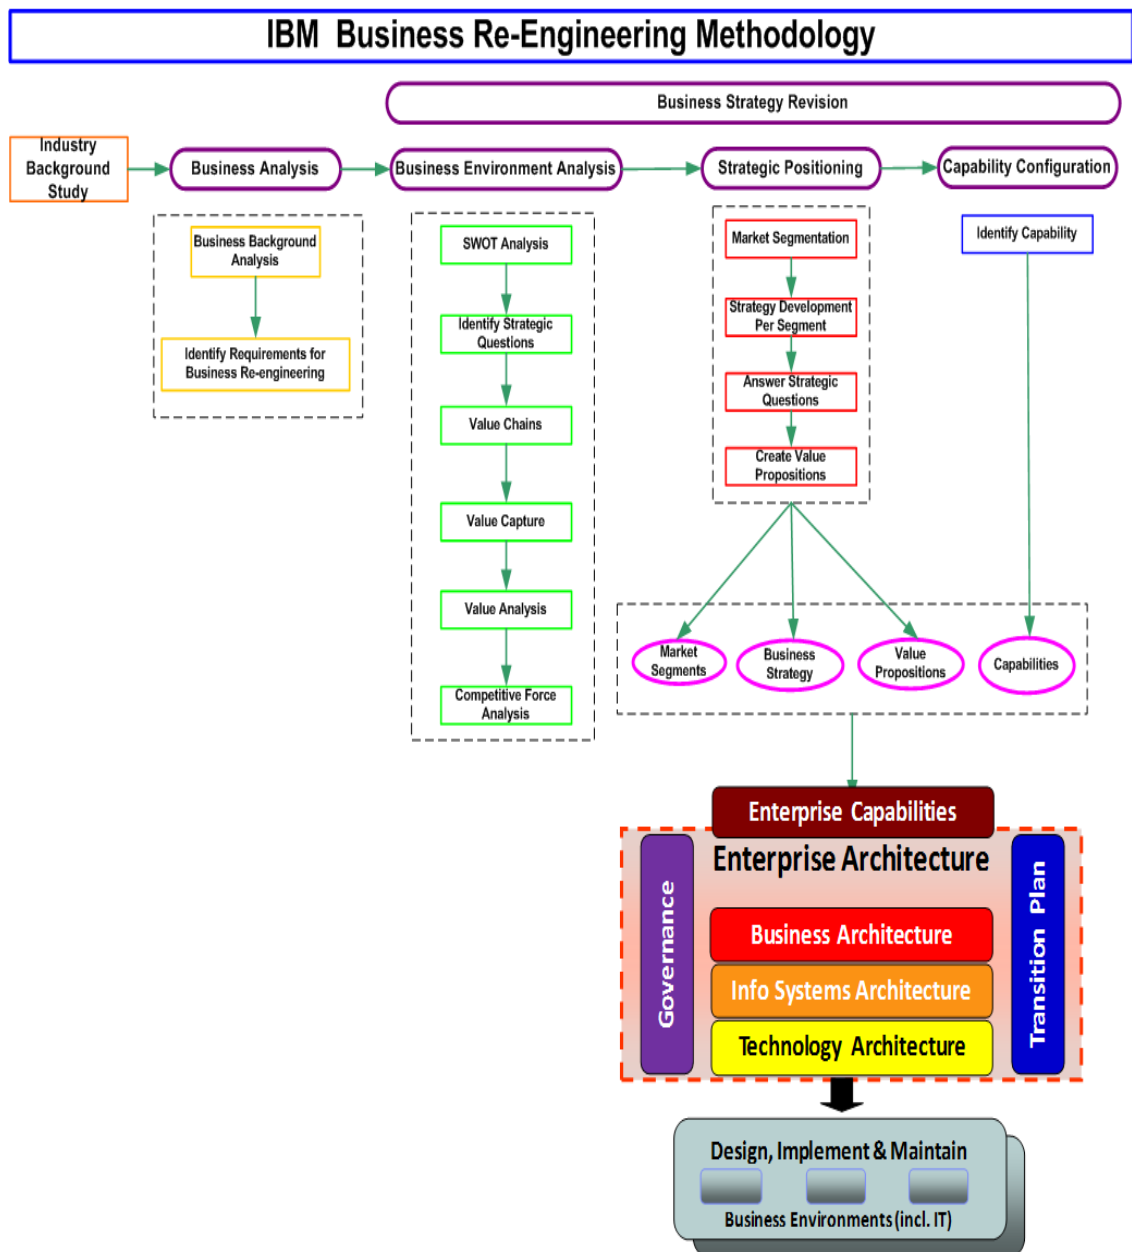 IBM  Business Re-Engineering Methodology
Business Strategy Revision
Industry
Background
Study
Business Analysis
Business Environment Analysis
Strategic Positioning
Capability Configuration
Business Background
Analysis
Identify Requirements for
Business Re-engineering
SWOT Analysis
Identify Strategic
Questions
Value Chains
Value Capture
Value Analysis
Competitive Force
Analysis
Market Segmentation
Strategy Development
Per Segment
Answer Strategic
Questions
Create Value
Propositions
Identify Capability
Market
Segments
Business
Strategy
Value
Propositions
Capabilities
Enterprise Capabilities
Enterprise Architecture
Governance
Business Architecture
Info Systems Architecture
Technology Architecture
Transition Plan
Design, Implement & Maintain
Business Environments (incl. IT)